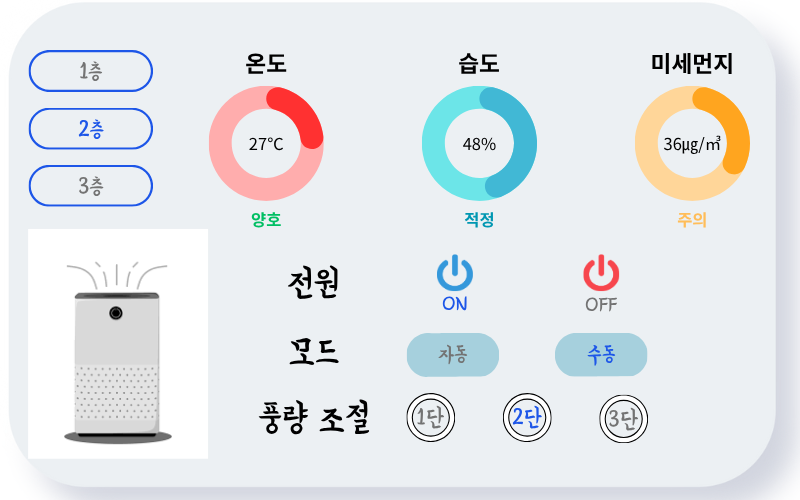 1층
2층
3층
온도
27℃
양호
습도
48%
적정
미세먼지
36µg/㎥
주의
전원
ON
OFF
모드
자동
수동
풍량 조절
1단
2단
3단